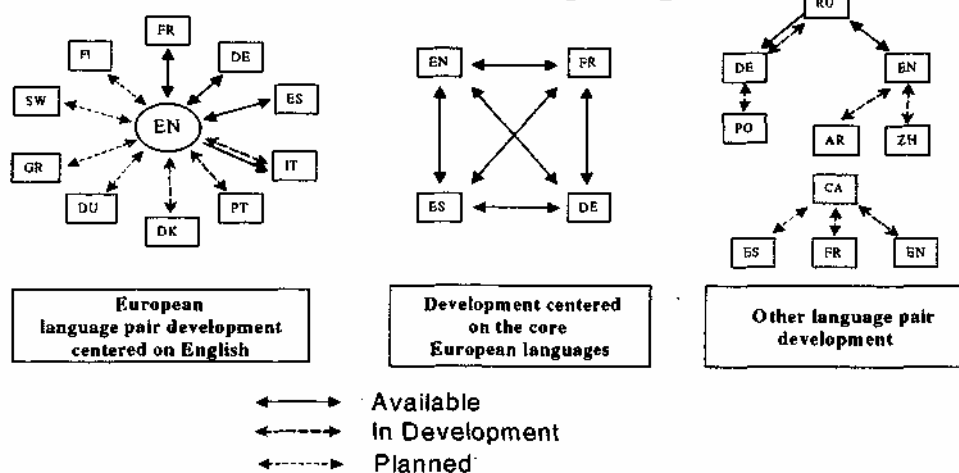 RU
FR
FI
DE
SW
ES
EN
GR
IT
DU
DK
PT
EN
FR
ES
DE
DE
EN
PO
AR
ZH
CA
ES
FR
EN
European
language pair development
centered on English
Development centered
on the core
European languages
Other language pair
development
Available
In Development
Planned